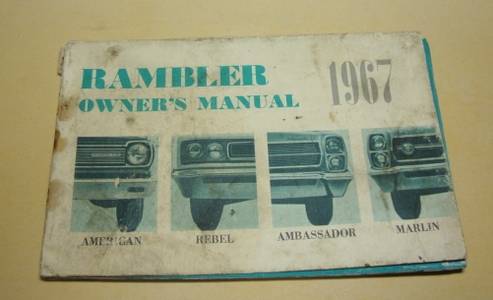 RAMBLER 1967
OWNER'S MANUAL
AMERICAN REBEL AMBASSADOR MARLIN